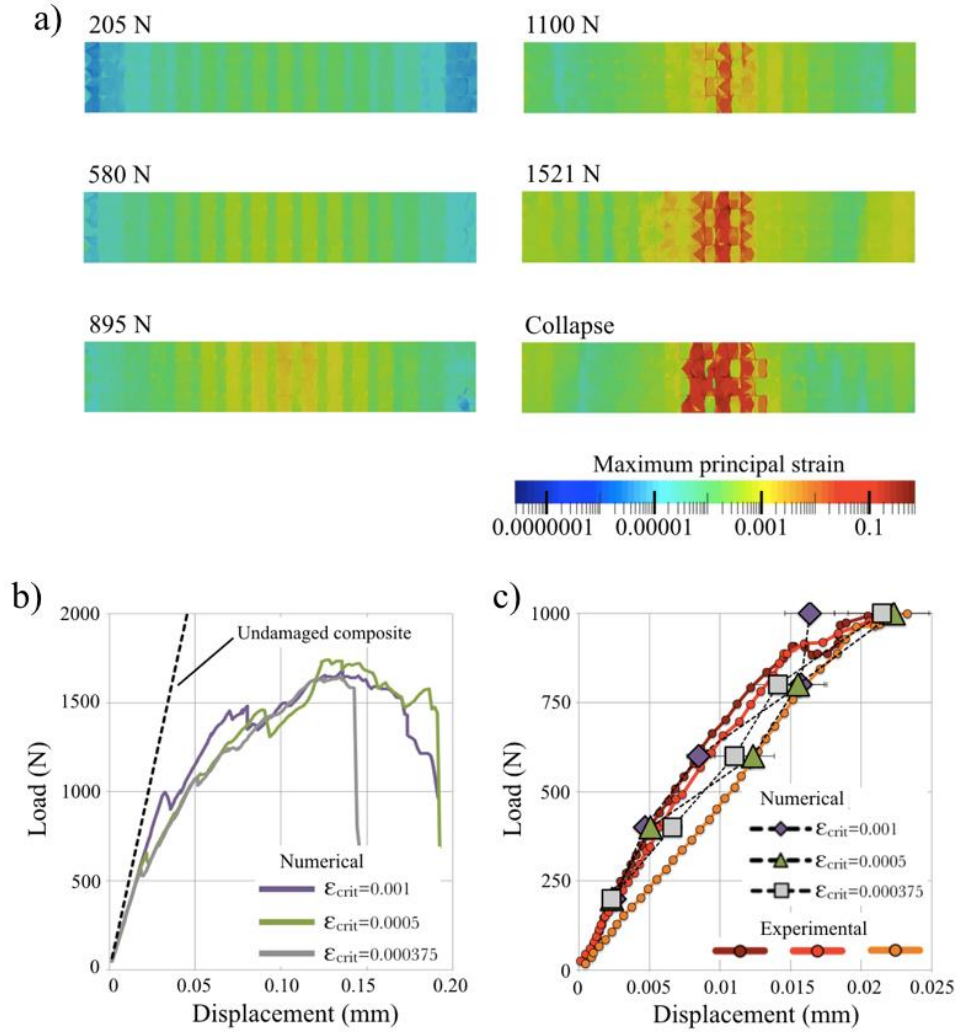 a)
205 N
1100 N
580 N
1521 N
895 N
Collapse
Maximum principal strain
0.0000001 0.00001 0.001 0.1
b)
2000
1500
1000
500
0
Load (N)
Undamaged composite
Numerical
εcrit=0.001
εcrit=0.0005
εcrit=0.000375
0 0.05 0.10 0.15 0.20
Displacement (mm)
c)
1000
750
500
250
0
Load (N)
Numerical
εcrit=0.001
εcrit=0.0005
εcrit=0.000375
Experimental
0 0.005 0.01 0.015 0.02 0.025
Displacement (mm)